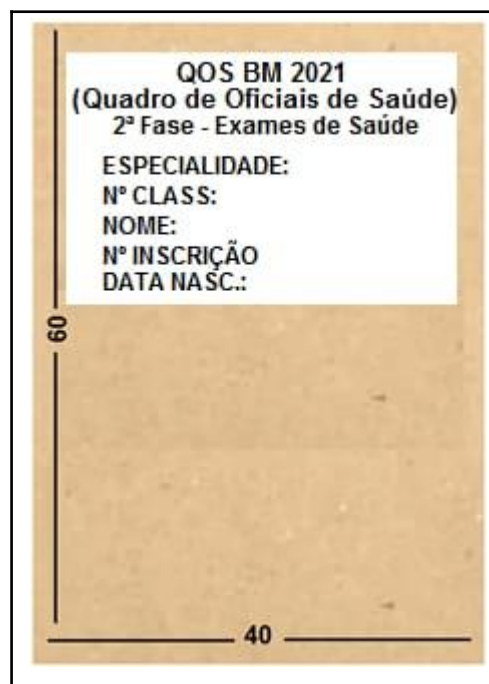 QOS BM 2021
(Quadro de Oficiais de Saúde)
2ª Fase - Exames de Saúde
ESPECIALIDADE:
Nº CLASS:
NOME:
Nº INSCRIÇÃO
DATA NASC.:
60
40